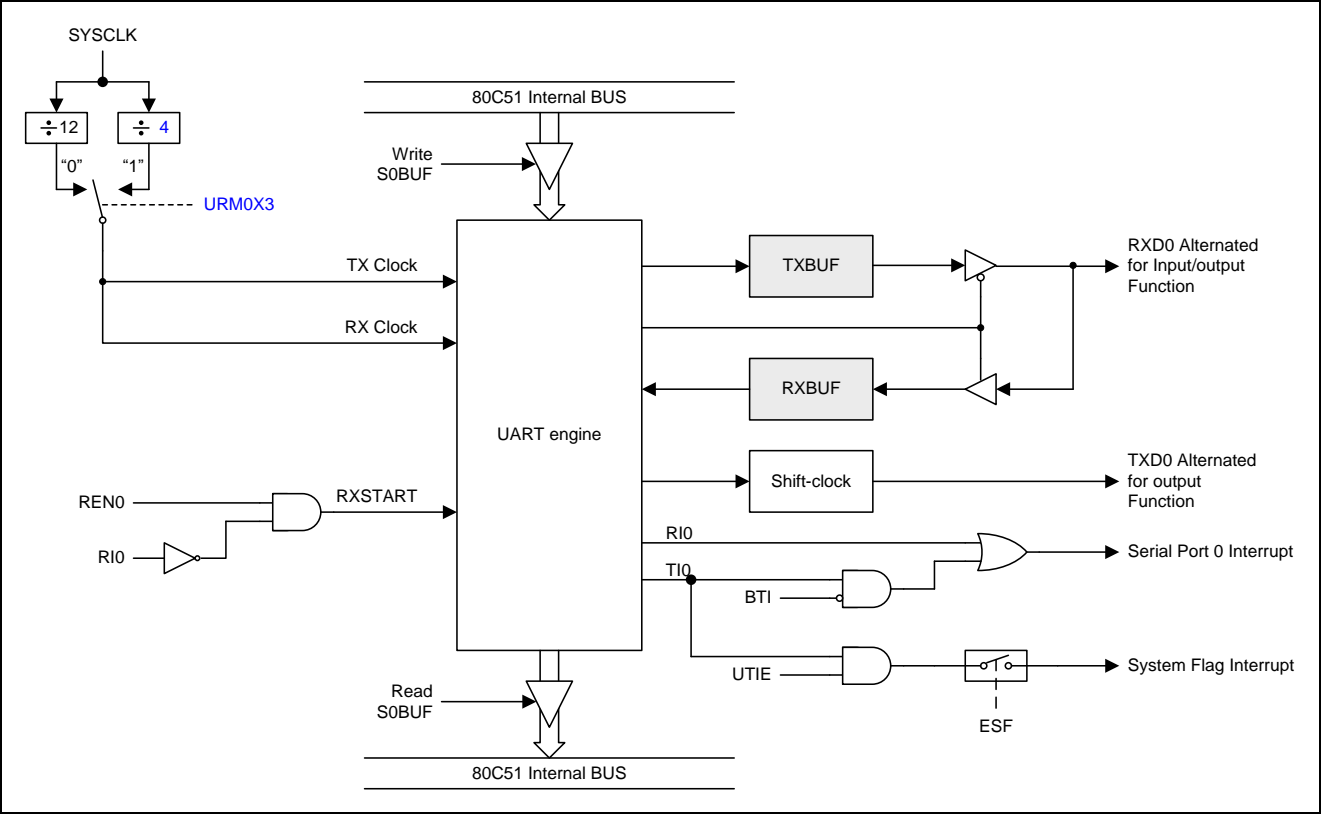 SYSCLK
÷12
÷ 4
“0”
“1”
URM0X3
80C51 Internal BUS
Write
S0BUF
TX Clock
RX Clock
UART engine
TXBUF
RXD0 Alternated
for Input/output
Function
RXBUF
Shift-clock
TXD0 Alternated
for output
Function
REN0
RI0
RXSTART
RI0
Serial Port 0 Interrupt
TI0
BTI
UTIE
System Flag Interrupt
ESF
Read
S0BUF
80C51 Internal BUS